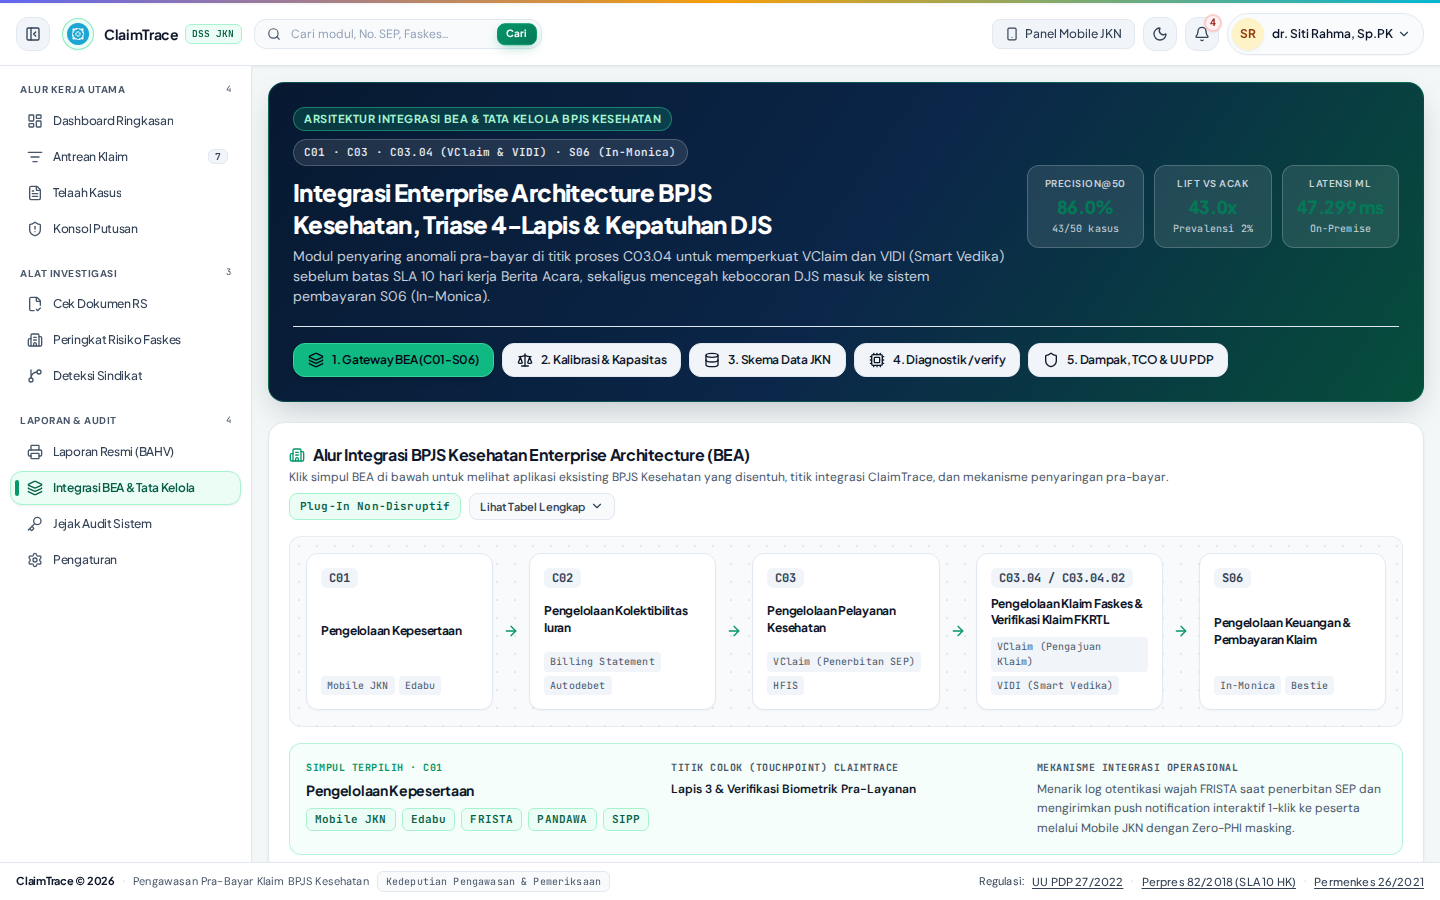 ClaimTrace
DSS JKN
Cari modul, No. SEP, Faskes...
Cari
Panel Mobile JKN
4
SR
dr. Siti Rahma, Sp.PK
ALUR KERJA UTAMA
4
Dashboard Ringkasan
Antrean Klaim
7
Telaah Kasus
Konsol Putusan
ALAT INVESTIGASI
3
Cek Dokumen RS
Peringkat Risiko Faskes
Deteksi Sindikat
LAPORAN & AUDIT
4
Laporan Resmi (BAHV)
Integrasi BEA & Tata Kelola
Jejak Audit Sistem
Pengaturan
ARSITEKTUR INTEGRASI BEA & TATA KELOLA BPJS KESEHATAN
C01 · C03 · C03.04 (VClaim & VIDI) · S06 (In-Monica)
Integrasi Enterprise Architecture BPJS
Kesehatan, Triase 4-Lapis & Kepatuhan DJS
Modul penyaring anomali pra-bayar di titik proses C03.04 untuk memperkuat VClaim dan VIDI (Smart Vedika)
sebelum batas SLA 10 hari kerja Berita Acara, sekaligus mencegah kebocoran DJS masuk ke sistem
pembayaran S06 (In-Monica).
PRECISION@50
86.0%
43/50 kasus
LIFT VS ACAK
43.0x
Prevalensi 2%
LATENSI ML
47.299 ms
On-Premise
1. Gateway BEA (C01-S06)
2. Kalibrasi & Kapasitas
3. Skema Data JKN
4. Diagnostik /verify
5. Dampak, TCO & UU PDP
Alur Integrasi BPJS Kesehatan Enterprise Architecture (BEA)
Klik simpul BEA di bawah untuk melihat aplikasi eksisting BPJS Kesehatan yang disentuh, titik integrasi ClaimTrace, dan mekanisme penyaringan pra-bayar.
Plug-In Non-Disruptif
Lihat Tabel Lengkap
C01
Pengelolaan Kepesertaan
Mobile JKN
Edabu
C02
Pengelolaan Kolektibilitas
Iuran
Billing Statement
Autodebet
C03
Pengelolaan Pelayanan
Kesehatan
VClaim (Penerbitan SEP)
HFIS
C03.04 / C03.04.02
Pengelolaan Klaim Faskes &
Verifikasi Klaim FKRTL
VClaim (Pengajuan
Klaim)
VIDI (Smart Vedika)
S06
Pengelolaan Keuangan &
Pembayaran Klaim
In-Monica
Bestie
SIMPUL TERPILIH · C01
Pengelolaan Kepesertaan
Mobile JKN
Edabu
FRISTA
PANDAWA
SIPP
TITIK COLOK (TOUCHPOINT) CLAIMTRACE
Lapis 3 & Verifikasi Biometrik Pra-Layanan
MEKANISME INTEGRASI OPERASIONAL
Menarik log otentikasi wajah FRISTA saat penerbitan SEP dan
mengirimkan push notification interaktif 1-klik ke peserta
melalui Mobile JKN dengan Zero-PHI masking.
ClaimTrace © 2026 · Pengawasan Pra-Bayar Klaim BPJS Kesehatan
Kedeputian Pengawasan & Pemeriksaan
Regulasi: UU PDP 27/2022 · Perpres 82/2018 (SLA 10 HK) · Permenkes 26/2021